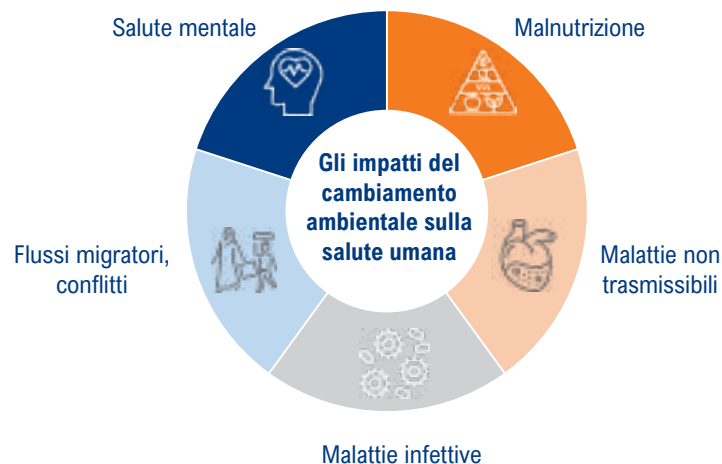 Salute mentale
Malnutrizione
Gli impatti del
cambiamento
ambientale sulla
salute umana
Flussi migratori,
conflitti
Malattie non
trasmissibili
Malattie infettive